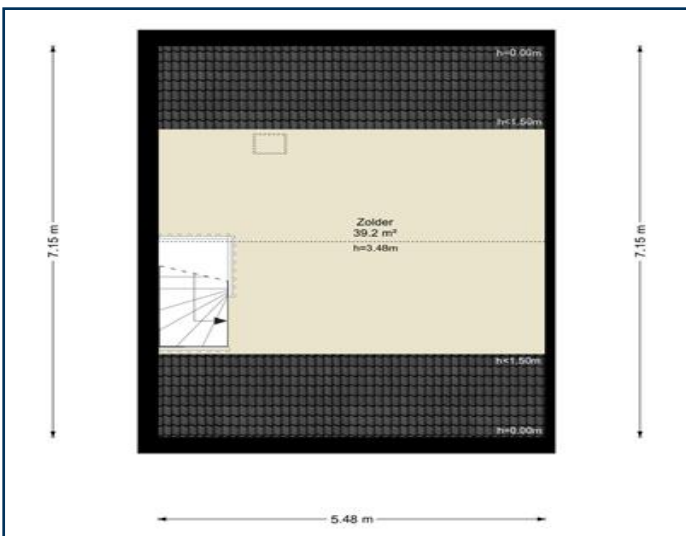 h=0.00m
h<1.50m
7.15 m
7.15 m
Zolder
39.2 m²
h=3.48m
h<1.50m
h=0.00m
5.48 m